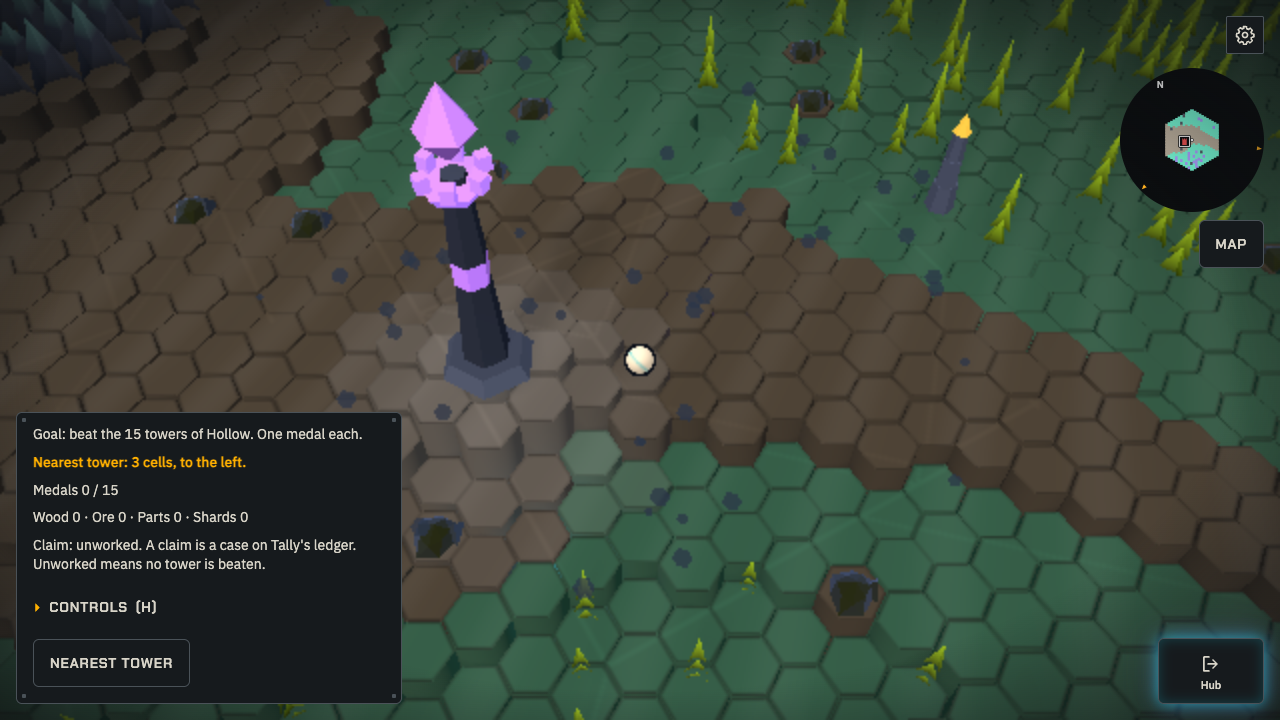 N
MAP
Goal: beat the 15 towers of Hollow. One medal each.
Nearest tower: 3 cells, to the left.
Medals 0 / 15
Wood 0 · Ore 0 · Parts 0 · Shards 0
Claim: unworked. A claim is a case on Tally's ledger.
Unworked means no tower is beaten.
CONTROLS (H)
NEAREST TOWER
Hub